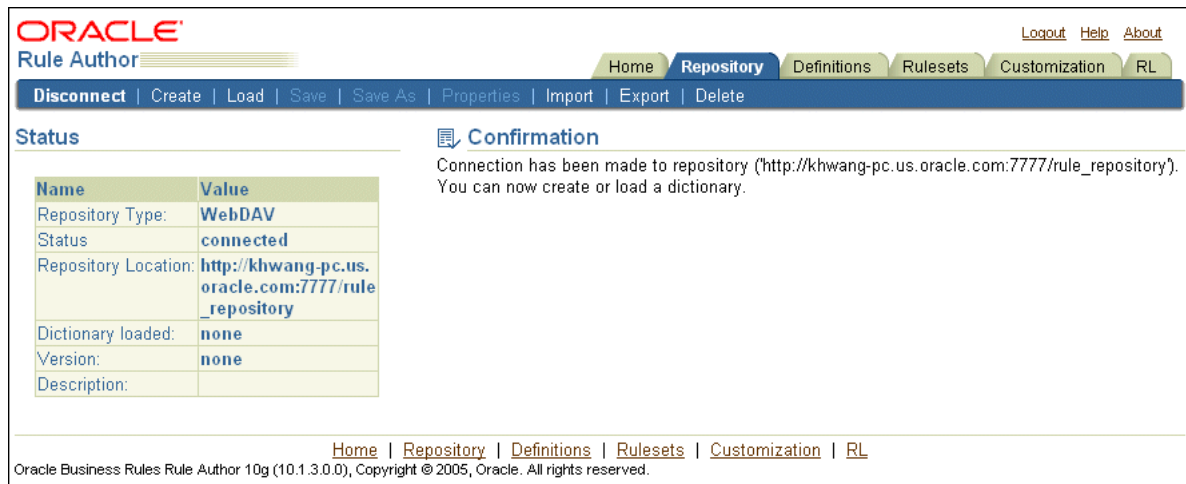 ORACLE
Logout Help About
Rule Author
Home Repository Definitions Rulesets Customization RL
Disconnect | Create | Load | Save | Save As | Properties | Import | Export | Delete
Status
Name Value
Repository Type: WebDAV
Status connected
Repository Location: http://khwang-pc.us.
oracle.com:7777/rule
_repository
Dictionary loaded: none
Version: none
Description:
Confirmation
Connection has been made to repository ('http://khwang-pc.us.oracle.com:7777/rule_repository').
You can now create or load a dictionary.
Home | Repository | Definitions | Rulesets | Customization | RL
Oracle Business Rules Rule Author 10g (10.1.3.0.0), Copyright © 2005, Oracle. All rights reserved.